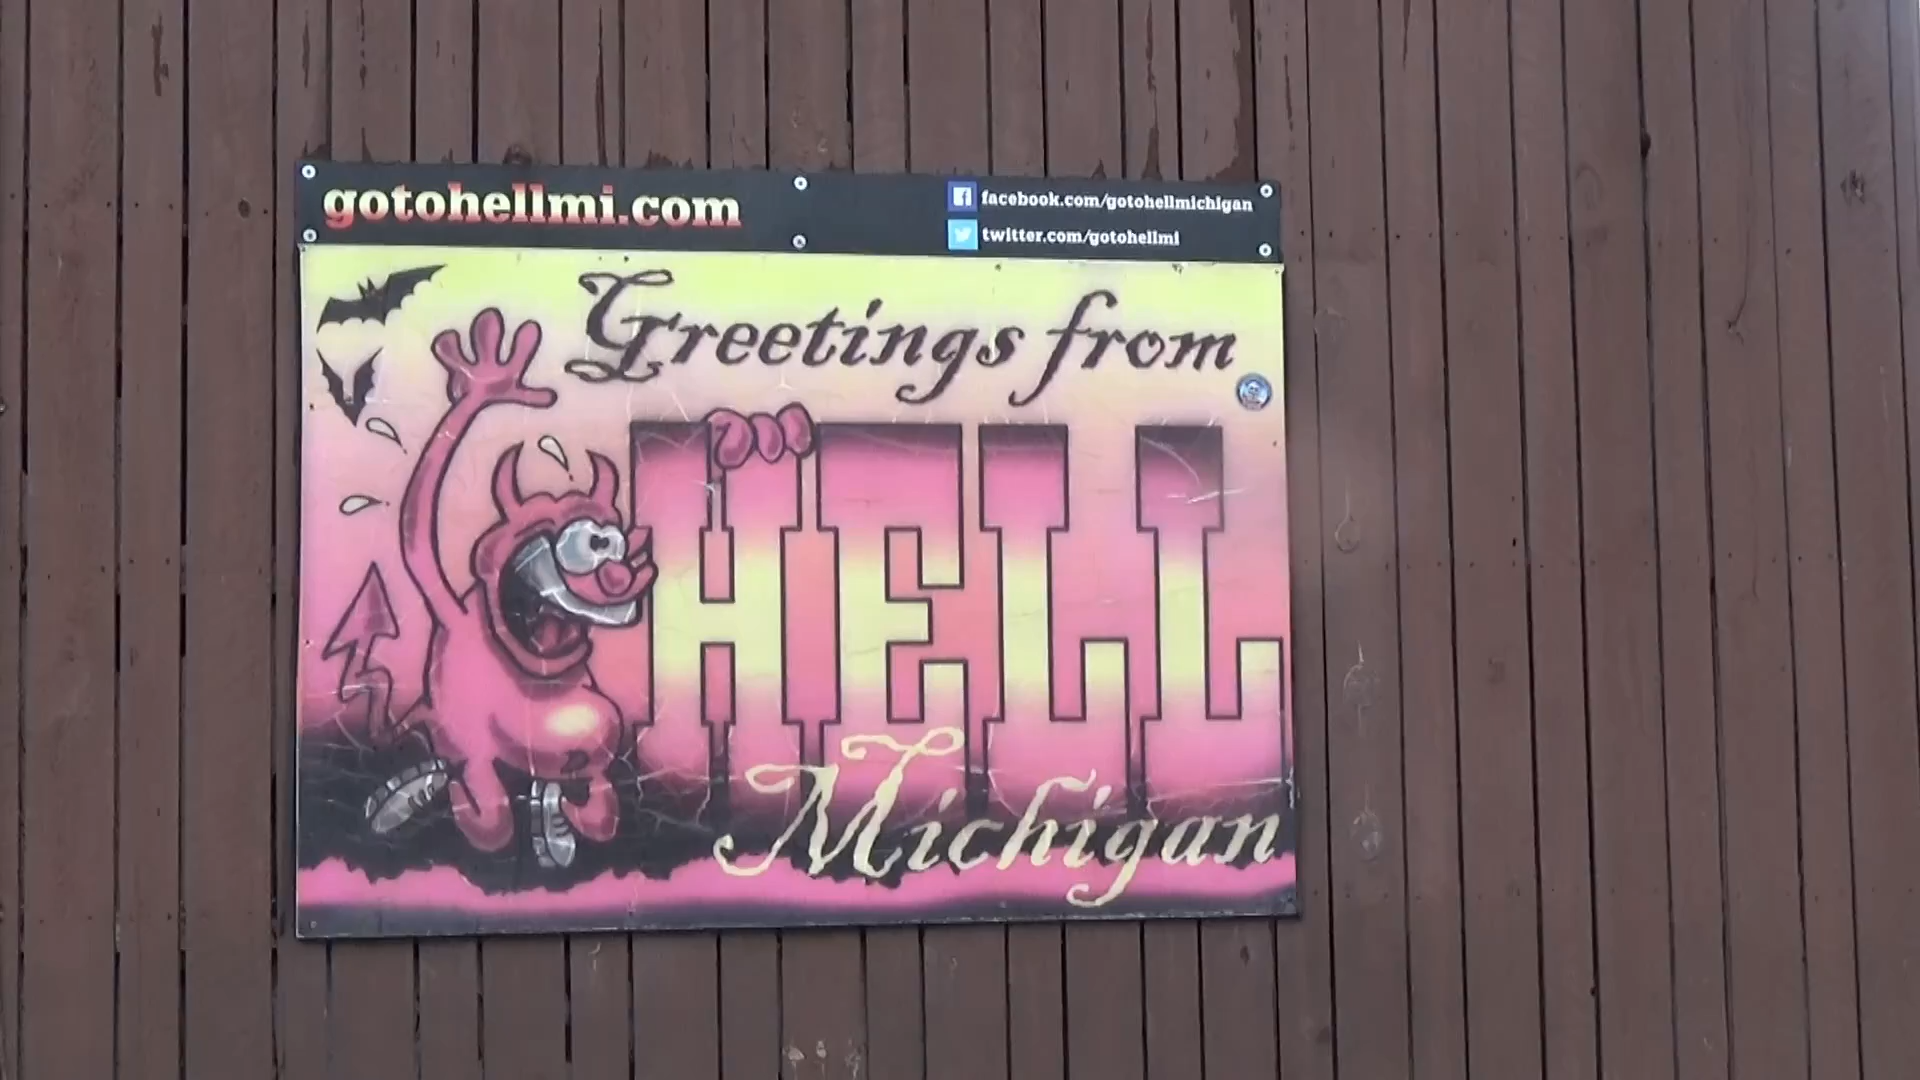 gotohellmi.com
facebook.com/gotohellmichigan
twitter.com/gotohellmi
Greetings from
HELL
Michigan